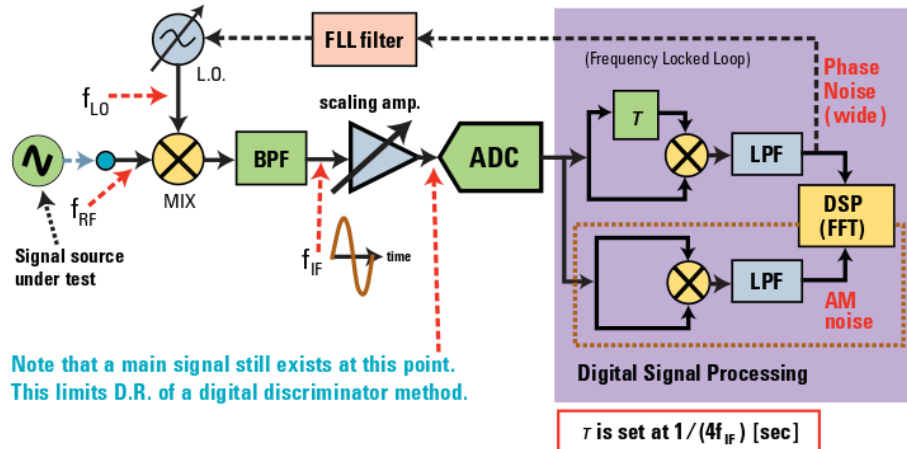 FLL filter
(Frequency Locked Loop)
L.O.
Phase
Noise
(wide)
fLO
scaling amp.
T
BPF
ADC
LPF
MIX
fRF
DSP
(FFT)
Signal source
under test
fIF
time
LPF
AM
noise
Note that a main signal still exists at this point.
This limits D.R. of a digital discriminator method.
Digital Signal Processing
T is set at 1/(4fIF) [sec]